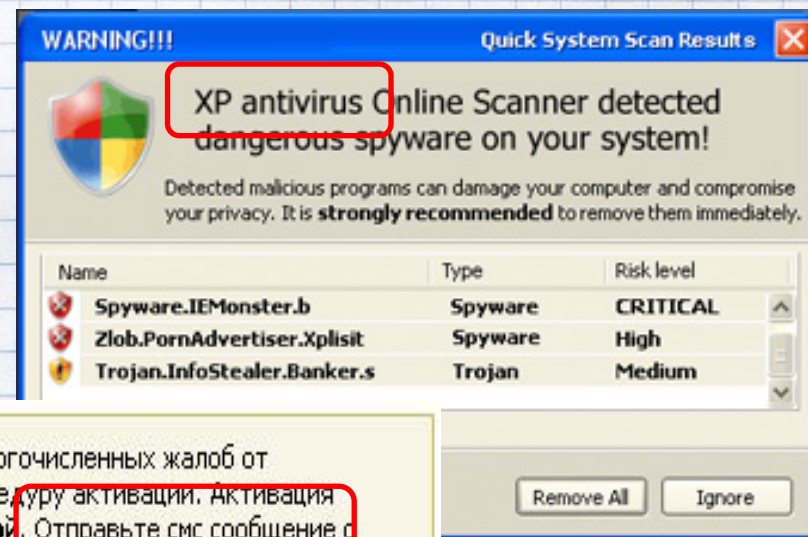 WARNING!!! Quick System Scan Results
XP antivirus Online Scanner detected
dangerous spyware on your system!
Detected malicious programs can damage your computer and compromise
your privacy. It is strongly recommended to remove them immediately.
Name Type Risk level
Spyware.IEMonster.b Spyware CRITICAL
Zlob.PornAdvertiser.Xplisit Spyware High
Trojan.InfoStealer.Banker.s Trojan Medium
Remove All Ignore
жалоб от
активации. Активация
Отправьте смс сообщение с